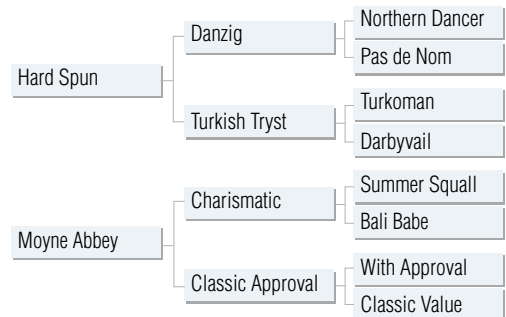 Northern Dancer
Danzig
Pas de Nom
Hard Spun
Turkoman
Turkish Tryst
Darbyvail
Summer Squall
Charismatic
Bali Babe
Moyne Abbey
With Approval
Classic Approval
Classic Value